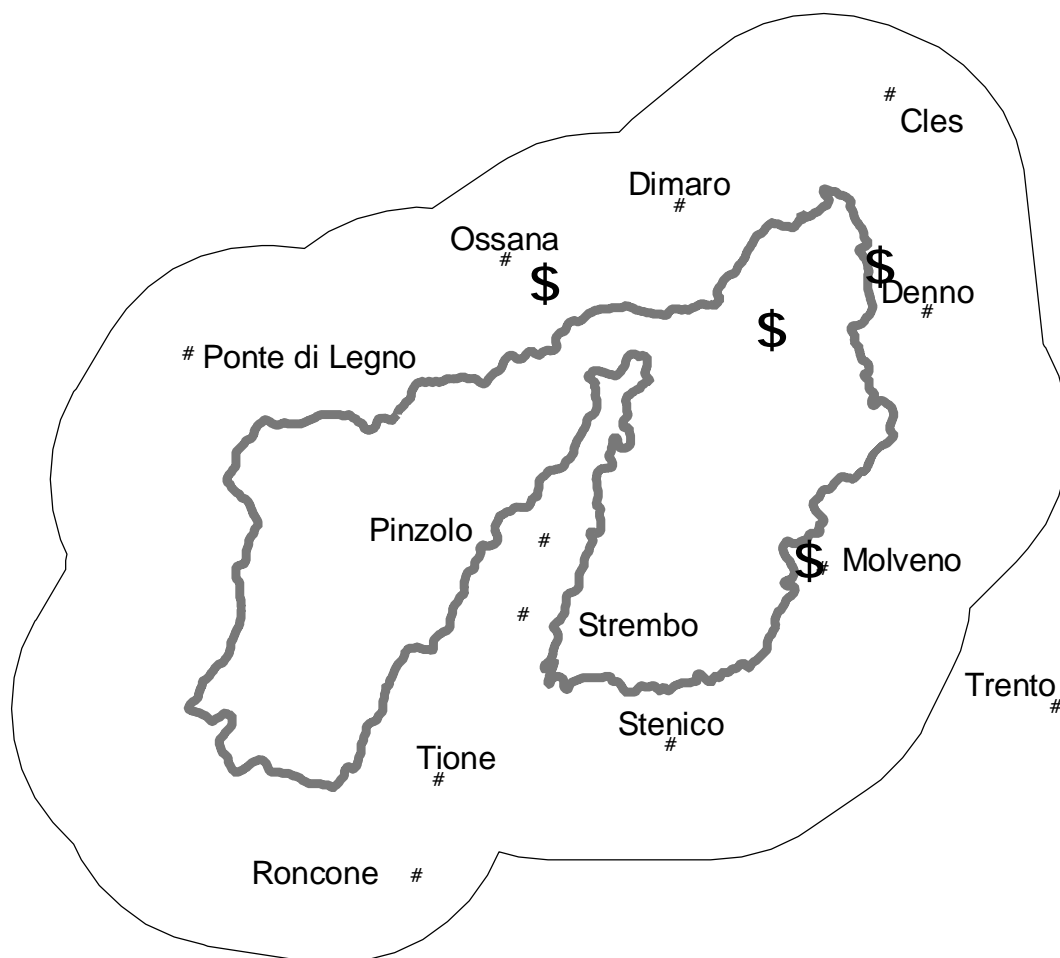 #
Cles
Dimaro
#
Ossana
#
$
$
Denno
#
$
# Ponte di Legno
Pinzolo
#
$
# Molveno
#
Strembo
Trento
#
Stenico
#
Tione
#
Roncone #